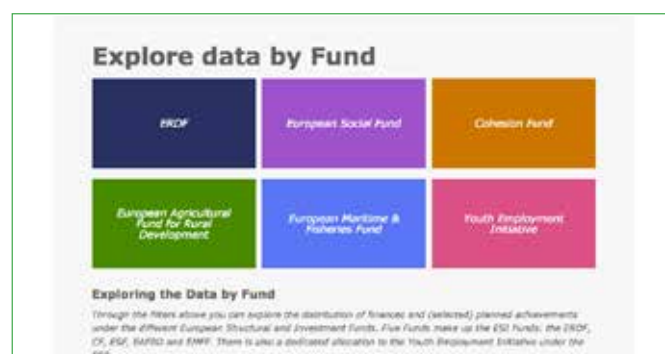 Explore data by Fund
ERDF
European Social Fund
Cohesion Fund
European Agricultural
Fund for Rural
Development
European Maritime &
Fisheries Fund
Youth Employment
Initiative
Exploring the Data by Fund
Through the filters above you can explore the distribution of finances and (selected) planned achievements
under the different European Structural and Investment Funds. Five Funds make up the ESI Funds: the ERDF,
CF, ESF, EAFRD and EMFF. There is also a dedicated allocation to the Youth Employment Initiative under the